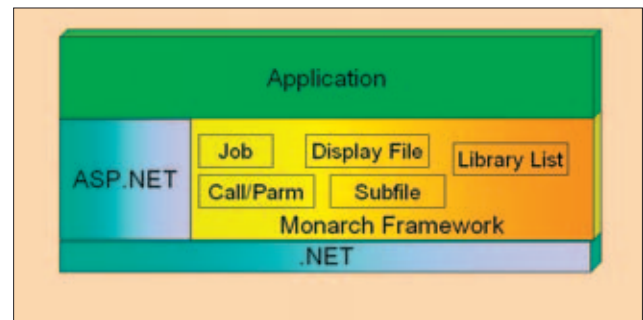 Application
ASP.NET
Job
Display File
Library List
Call/Parm
Subfile
Monarch Framework
.NET